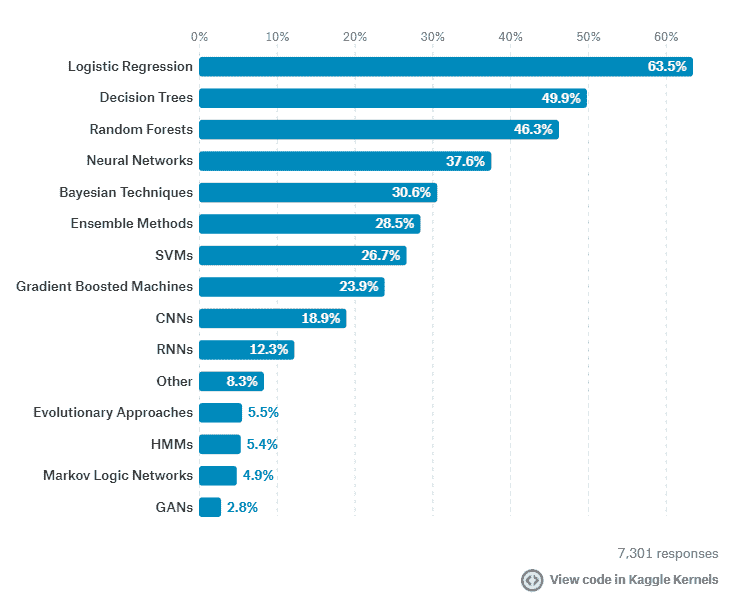 0% 10% 20% 30% 40% 50% 60%
Logistic Regression 63.5%
Decision Trees 49.9%
Random Forests 46.3%
Neural Networks 37.6%
Bayesian Techniques 30.6%
Ensemble Methods 28.5%
SVMs 26.7%
Gradient Boosted Machines 23.9%
CNNs 18.9%
RNNs 12.3%
Other 8.3%
Evolutionary Approaches 5.5%
HMMs 5.4%
Markov Logic Networks 4.9%
GANs 2.8%
7,301 responses
View code in Kaggle Kernels